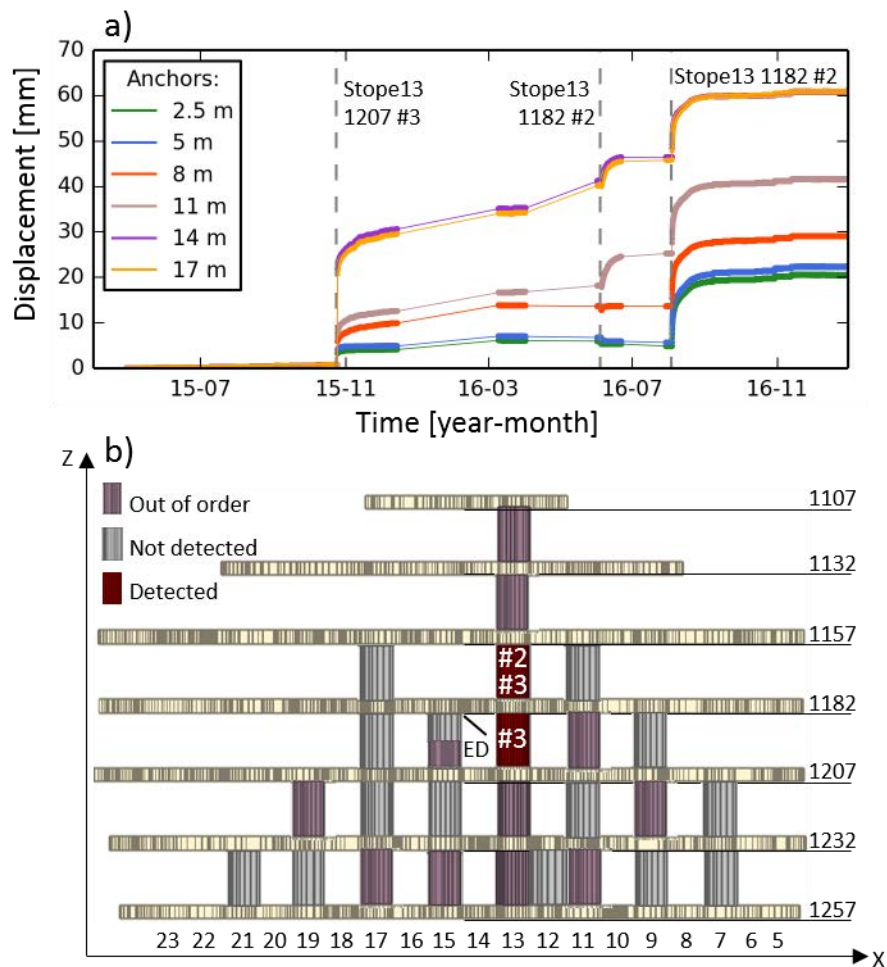 a)
Displacement [mm]
70
60
50
40
30
20
10
0
Anchors:
2.5 m
5 m
8 m
11 m
14 m
17 m
Stope13
1207 #3
Stope13
1182 #2
Stope13 1182 #2
15-07 15-11 16-03 16-07 16-11
Time [year-month]
b)
Z
Out of order
Not detected
Detected
1107
1132
1157
#2
#3
1182
ED
#3
1207
1232
1257
23 22 21 20 19 18 17 16 15 14 13 12 11 10 9 8 7 6 5
X